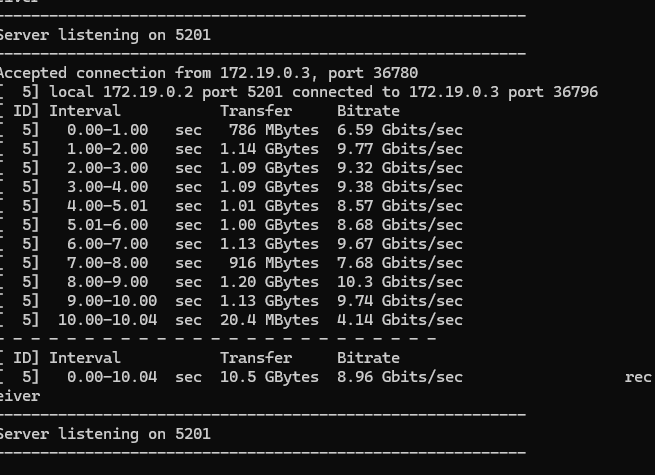 eiver
-----------------------------------------------------------
Server listening on 5201
-----------------------------------------------------------
Accepted connection from 172.19.0.3, port 36780
[  5] local 172.19.0.2 port 5201 connected to 172.19.0.3 port 36796
[ ID] Interval           Transfer     Bitrate
[  5]   0.00-1.00   sec   786 MBytes  6.59 Gbits/sec
[  5]   1.00-2.00   sec  1.14 GBytes  9.77 Gbits/sec
[  5]   2.00-3.00   sec  1.09 GBytes  9.32 Gbits/sec
[  5]   3.00-4.00   sec  1.09 GBytes  9.38 Gbits/sec
[  5]   4.00-5.01   sec  1.01 GBytes  8.57 Gbits/sec
[  5]   5.01-6.00   sec  1.00 GBytes  8.68 Gbits/sec
[  5]   6.00-7.00   sec  1.13 GBytes  9.67 Gbits/sec
[  5]   7.00-8.00   sec   916 MBytes  7.68 Gbits/sec
[  5]   8.00-9.00   sec  1.20 GBytes  10.3 Gbits/sec
[  5]   9.00-10.00  sec  1.13 GBytes  9.74 Gbits/sec
[  5]  10.00-10.04  sec  20.4 MBytes  4.14 Gbits/sec
- - - - - - - - - - - - - - - - - - - - - - - - -
[ ID] Interval           Transfer     Bitrate
[  5]   0.00-10.04  sec  10.5 GBytes  8.96 Gbits/sec                  rec
eiver
-----------------------------------------------------------
Server listening on 5201
-----------------------------------------------------------